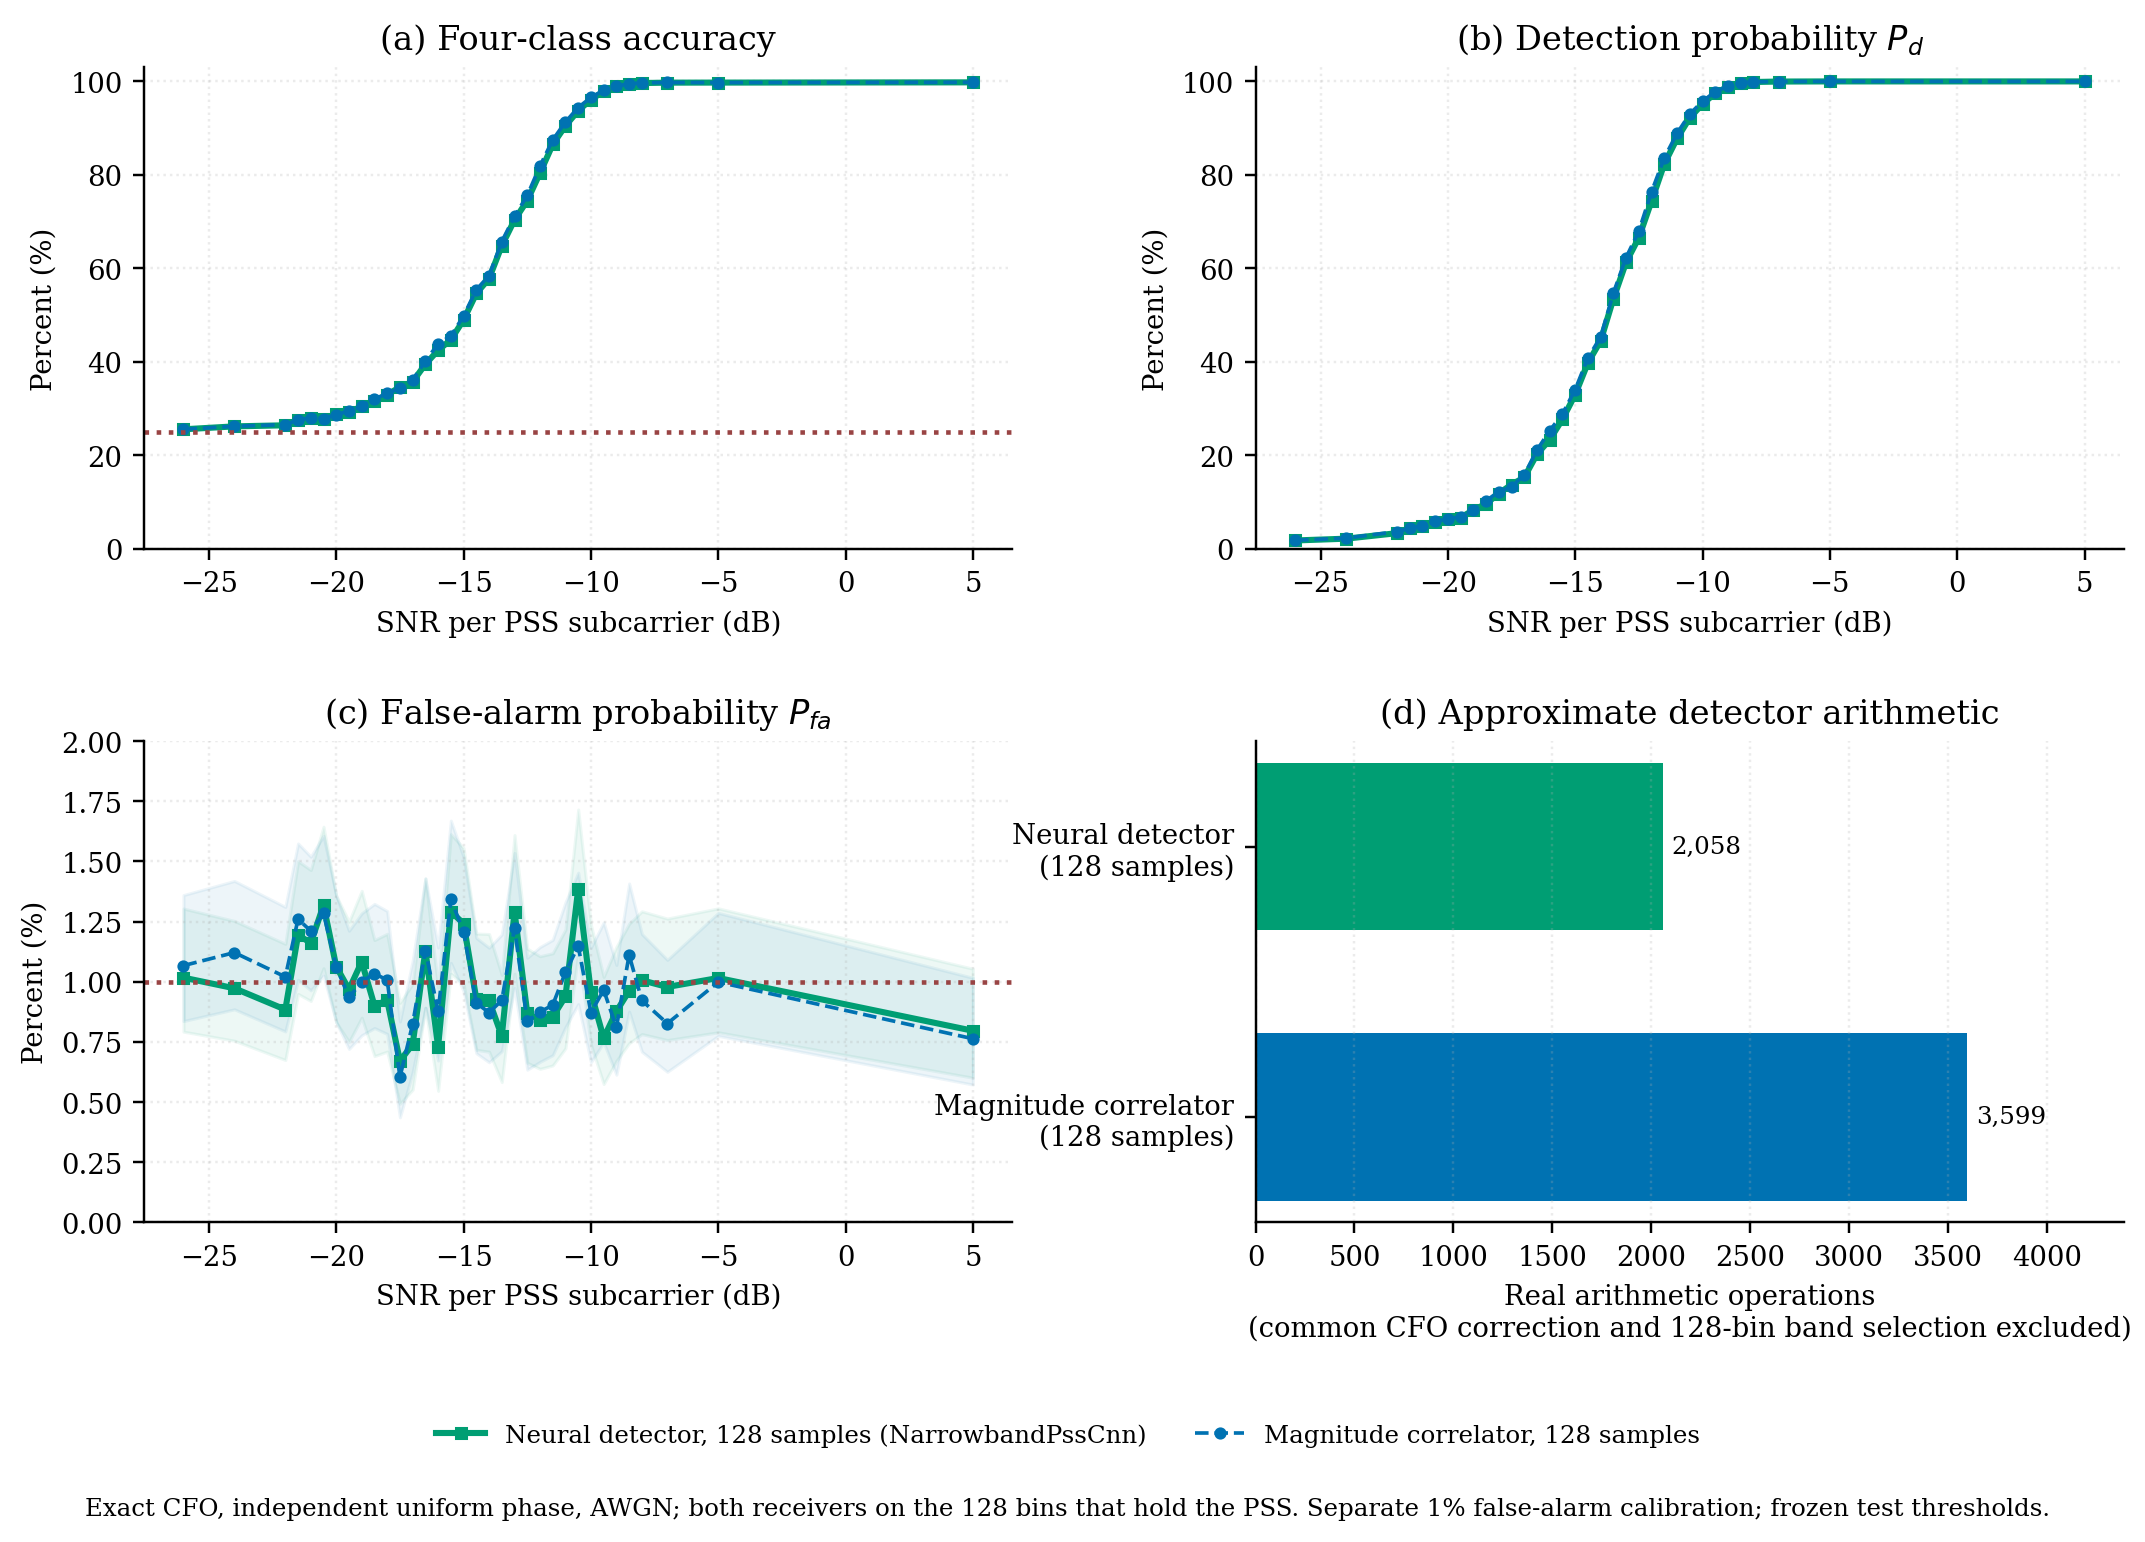 (a) Four-class accuracy
100
80
60
40
20
0
Percent (%)
−25 −20 −15 −10 −5 0 5
SNR per PSS subcarrier (dB)
(b) Detection probability P_d
100
80
60
40
20
0
Percent (%)
−25 −20 −15 −10 −5 0 5
SNR per PSS subcarrier (dB)
(c) False-alarm probability P_fa
2.00
1.75
1.50
1.25
1.00
0.75
0.50
0.25
0.00
Percent (%)
−25 −20 −15 −10 −5 0 5
SNR per PSS subcarrier (dB)
(d) Approximate detector arithmetic
Neural detector
(128 samples)
2,058
Magnitude correlator
(128 samples)
3,599
0 500 1000 1500 2000 2500 3000 3500 4000
Real arithmetic operations
(common CFO correction and 128-bin band selection excluded)
Neural detector, 128 samples (NarrowbandPssCnn) Magnitude correlator, 128 samples
Exact CFO, independent uniform phase, AWGN; both receivers on the 128 bins that hold the PSS. Separate 1% false-alarm calibration; frozen test thresholds.